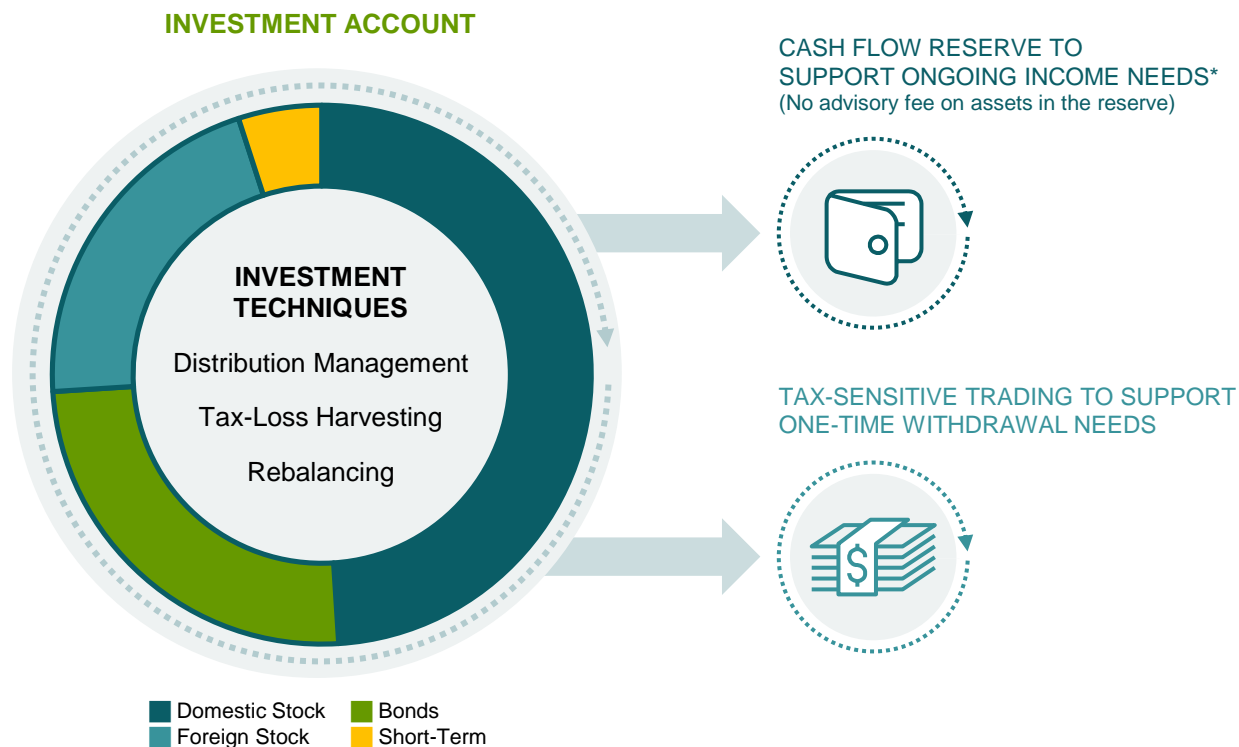 INVESTMENT ACCOUNT
INVESTMENT
TECHNIQUES
Distribution Management
Tax-Loss Harvesting
Rebalancing
Domestic Stock
Bonds
Foreign Stock
Short-Term
CASH FLOW RESERVE TO
SUPPORT ONGOING INCOME NEEDS*
(No advisory fee on assets in the reserve)
TAX-SENSITIVE TRADING TO SUPPORT
ONE-TIME WITHDRAWAL NEEDS
$